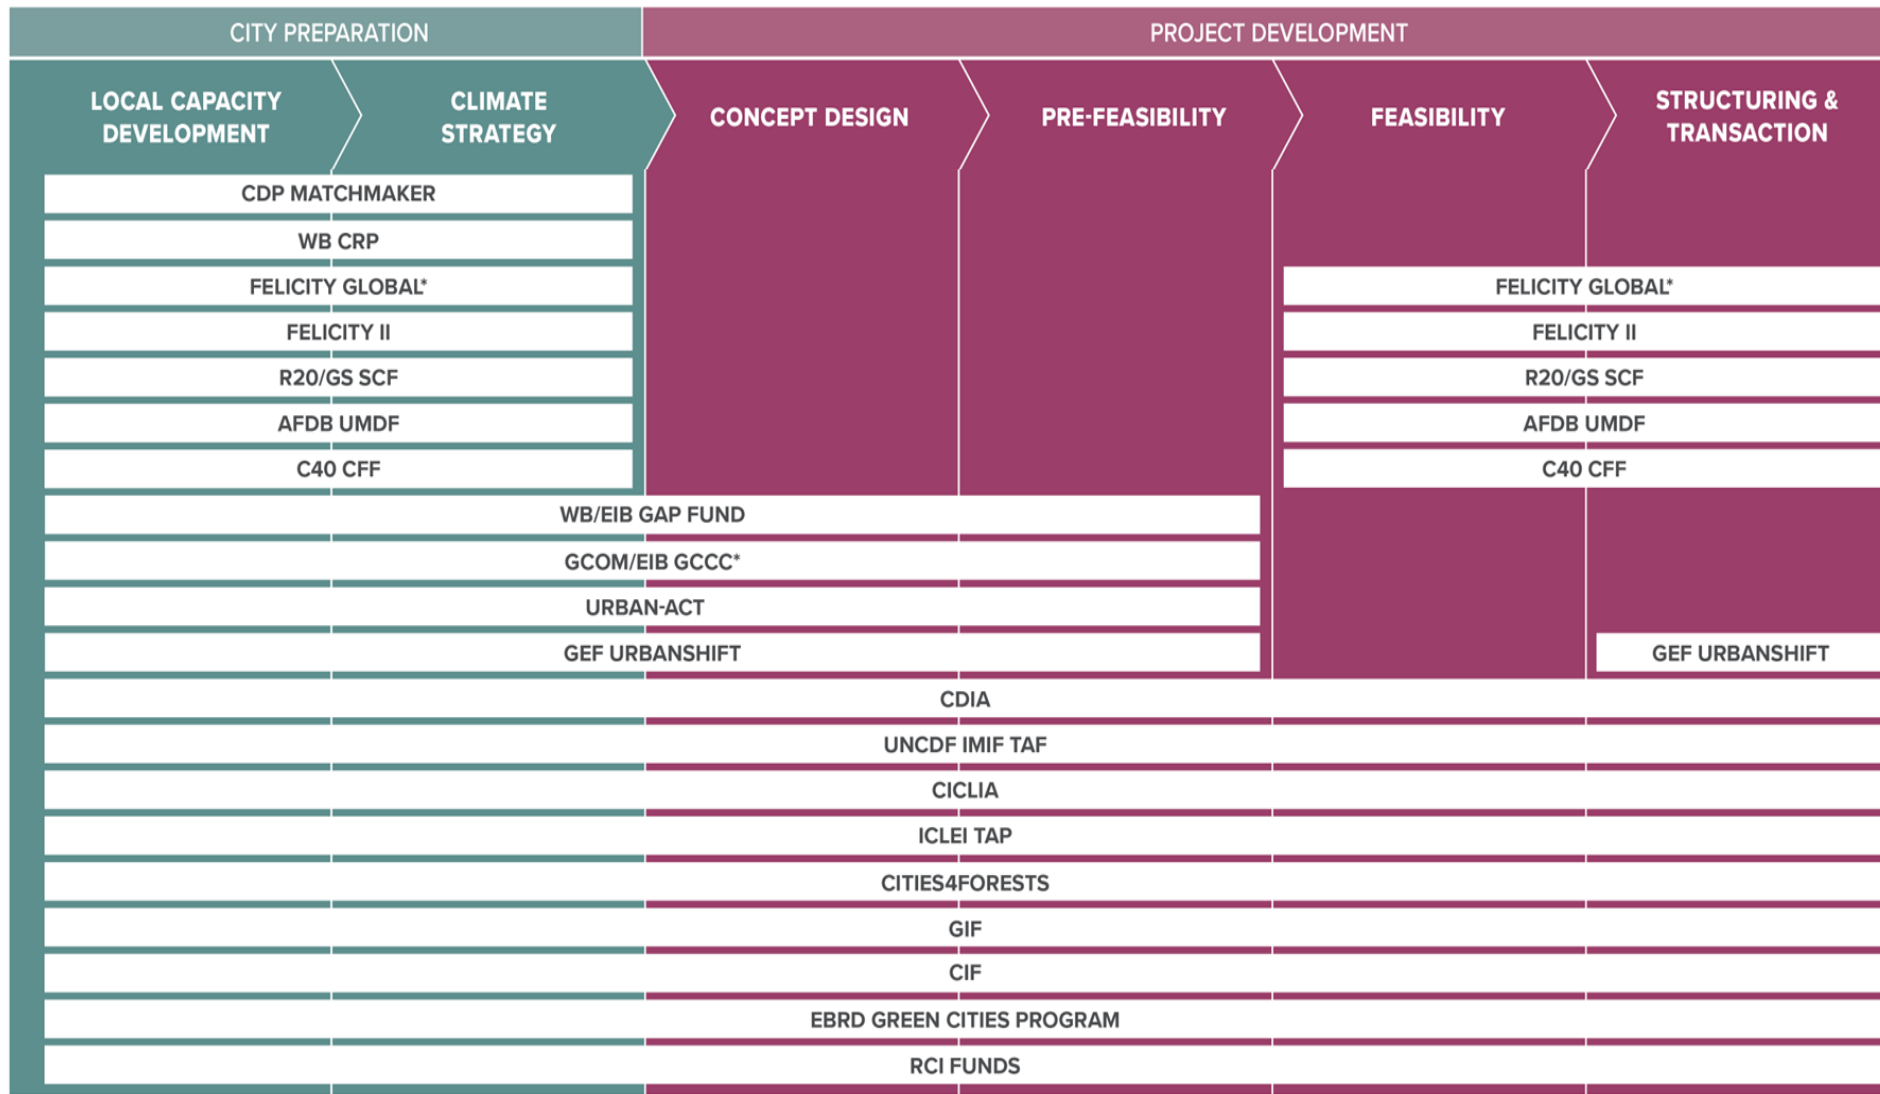 CITY PREPARATION
PROJECT DEVELOPMENT
LOCAL CAPACITY
DEVELOPMENT
CLIMATE
STRATEGY
CONCEPT DESIGN
PRE-FEASIBILITY
FEASIBILITY
STRUCTURING &
TRANSACTION
CDP MATCHMAKER
WB CRP
FELICITY GLOBAL*
FELICITY GLOBAL*
FELICITY II
FELICITY II
R20/GS SCF
R20/GS SCF
AFDB UMDF
AFDB UMDF
C40 CFF
C40 CFF
WB/EIB GAP FUND
GCOM/EIB GCCC*
URBAN-ACT
GEF URBANSHIFT
GEF URBANSHIFT
CDIA
UNCDF IMIF TAF
CICLIA
ICLEI TAP
CITIES4FORESTS
GIF
CIF
EBRD GREEN CITIES PROGRAM
RCI FUNDS